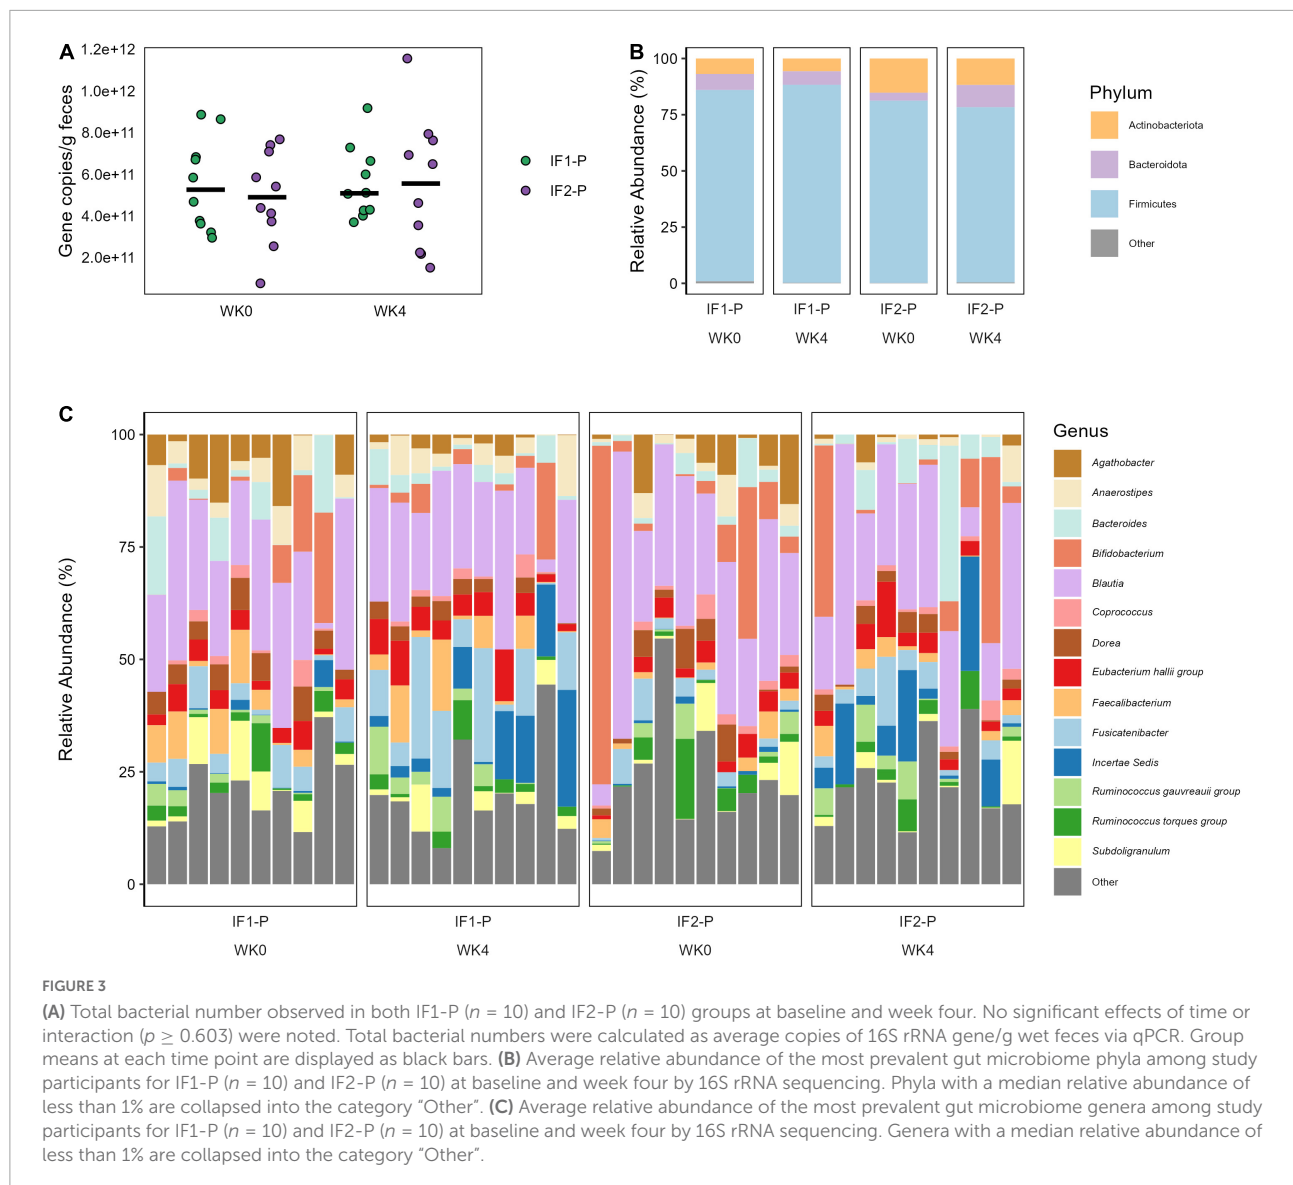 A
1.2e+12
1.0e+12
8.0e+11
6.0e+11
4.0e+11
2.0e+11
Gene copies/g feces
WK0
WK4
IF1-P
IF2-P
B
100
75
50
25
0
Relative Abundance (%)
IF1-P
IF1-P
IF2-P
IF2-P
WK0
WK4
WK0
WK4
Phylum
Actinobacteriota
Bacteroidota
Firmicutes
Other
C
100
75
50
25
0
Relative Abundance (%)
IF1-P
IF1-P
IF2-P
IF2-P
WK0
WK4
WK0
WK4
Genus
Agathobacter
Anaerostipes
Bacteroides
Bifidobacterium
Blautia
Coprococcus
Dorea
Eubacterium hallii group
Faecalibacterium
Fusicatenibacter
Incertae Sedis
Ruminococcus gauvreauii group
Ruminococcus torques group
Subdoligranulum
Other
FIGURE 3
(A) Total bacterial number observed in both IF1-P (n = 10) and IF2-P (n = 10) groups at baseline and week four. No significant effects of time or
interaction (p ≥ 0.603) were noted. Total bacterial numbers were calculated as average copies of 16S rRNA gene/g wet feces via qPCR. Group
means at each time point are displayed as black bars. (B) Average relative abundance of the most prevalent gut microbiome phyla among study
participants for IF1-P (n = 10) and IF2-P (n = 10) at baseline and week four by 16S rRNA sequencing. Phyla with a median relative abundance of
less than 1% are collapsed into the category “Other”. (C) Average relative abundance of the most prevalent gut microbiome genera among study
participants for IF1-P (n = 10) and IF2-P (n = 10) at baseline and week four by 16S rRNA sequencing. Genera with a median relative abundance of
less than 1% are collapsed into the category “Other”.